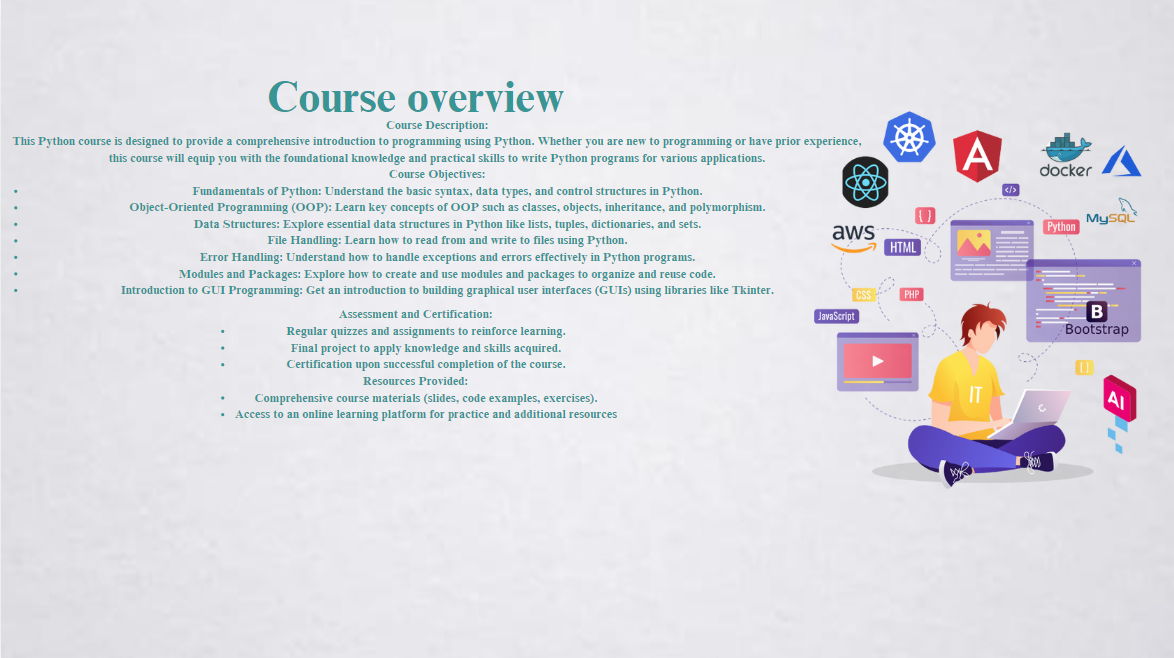 Course overview
Course Description:
This Python course is designed to provide a comprehensive introduction to programming using Python. Whether you are new to programming or have prior experience,
this course will equip you with the foundational knowledge and practical skills to write Python programs for various applications.
Course Objectives:
• Fundamentals of Python: Understand the basic syntax, data types, and control structures in Python.
• Object-Oriented Programming (OOP): Learn key concepts of OOP such as classes, objects, inheritance, and polymorphism.
• Data Structures: Explore essential data structures in Python like lists, tuples, dictionaries, and sets.
• File Handling: Learn how to read from and write to files using Python.
• Error Handling: Understand how to handle exceptions and errors effectively in Python programs.
• Modules and Packages: Explore how to create and use modules and packages to organize and reuse code.
• Introduction to GUI Programming: Get an introduction to building graphical user interfaces (GUIs) using libraries like Tkinter.
Assessment and Certification:
• Regular quizzes and assignments to reinforce learning.
• Final project to apply knowledge and skills acquired.
• Certification upon successful completion of the course.
Resources Provided:
• Comprehensive course materials (slides, code examples, exercises).
• Access to an online learning platform for practice and additional resources
A
docker
</>
{ }
MySQL
Python
aws
HTML
CSS
PHP
JavaScript
B
Bootstrap
[ ]
IT
AI